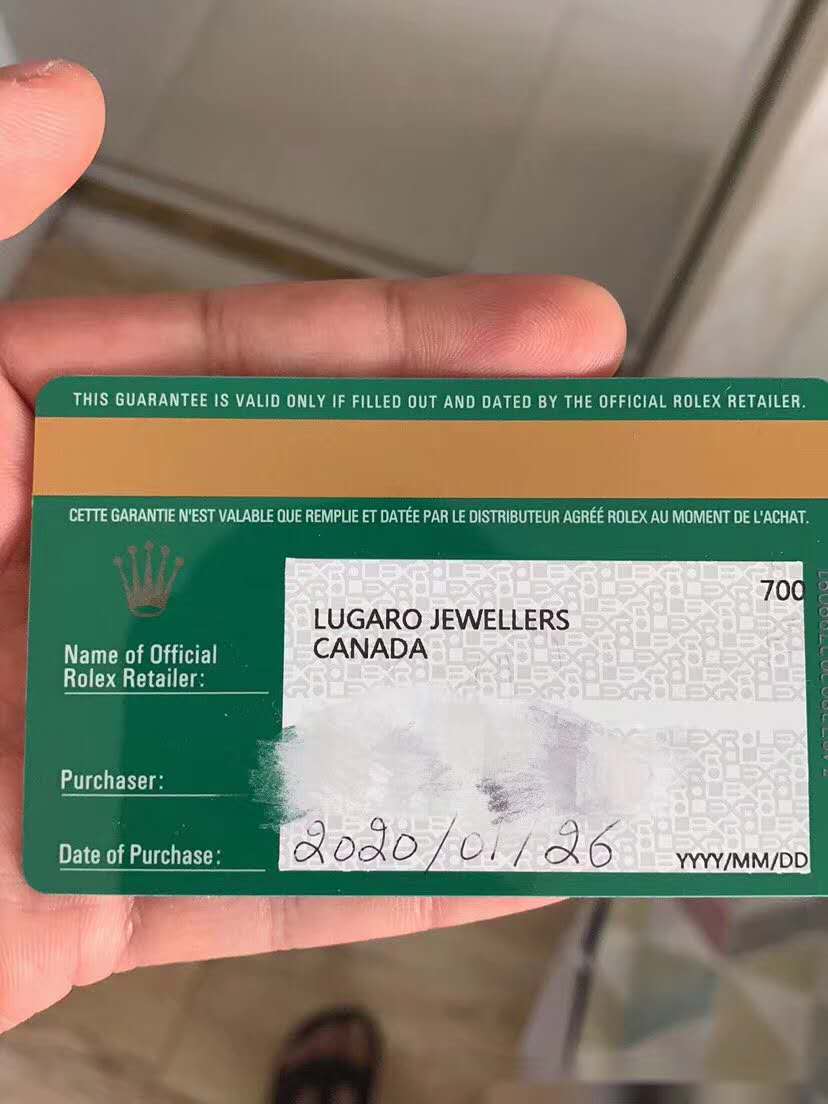 THIS GUARANTEE IS VALID ONLY IF FILLED OUT AND DATED BY THE OFFICIAL ROLEX RETAILER.
CETTE GARANTIE N'EST VALABLE QUE REMPLIE ET DATÉE PAR LE DISTRIBUTEUR AGRÉÉ ROLEX AU MOMENT DE L'ACHAT.
700
LUGARO JEWELLERS
CANADA
Name of Official
Rolex Retailer:
Purchaser:
Date of Purchase: 2020/01/26 YYYY/MM/DD